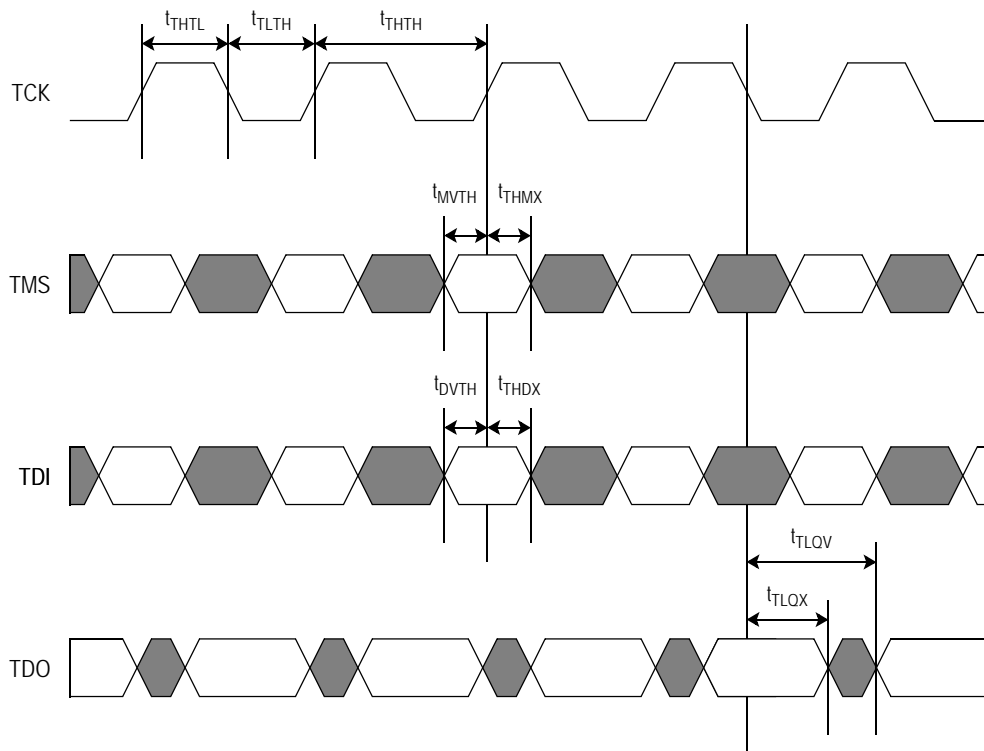 tTHTL tTLTH tTHTH
TCK
tMVTH tTHMX
TMS
tDVTH tTHDX
TDI
tTLQV
tTLQX
TDO